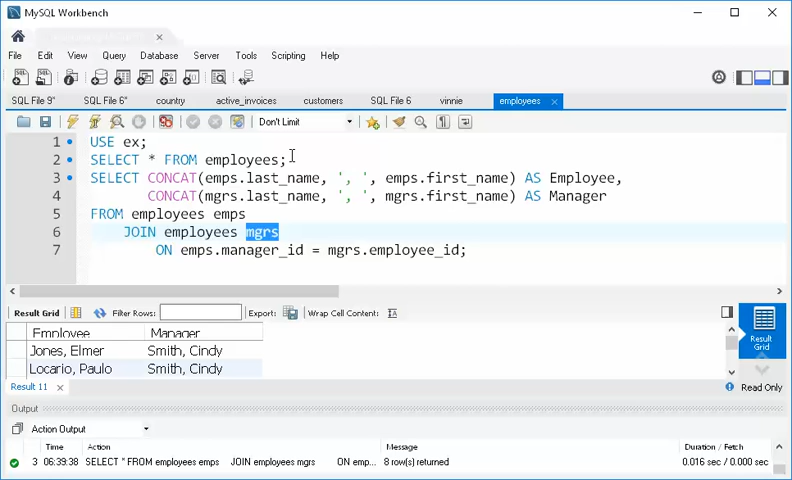 MySQL Workbench
File Edit View Query Database Server Tools Scripting Help
SQL File 9* SQL File 6* country active_invoices customers SQL File 6 vinnie employees
Don't Limit
1 USE ex;
2 SELECT * FROM employees;
3 SELECT CONCAT(emps.last_name, ', ', emps.first_name) AS Employee,
4 CONCAT(mgrs.last_name, ', ', mgrs.first_name) AS Manager
5 FROM employees emps
6 JOIN employees mgrs
7 ON emps.manager_id = mgrs.employee_id;
Result Grid Filter Rows: Export: Wrap Cell Content:
Employee Manager
Jones, Elmer Smith, Cindy
Locario, Paulo Smith, Cindy
Result Grid
Result 11 Read Only
Output
Action Output
Time Action Message Duration / Fetch
3 06:39:38 SELECT * FROM employees emps JOIN employees mgrs ON emp... 8 row(s) returned 0.016 sec / 0.000 sec